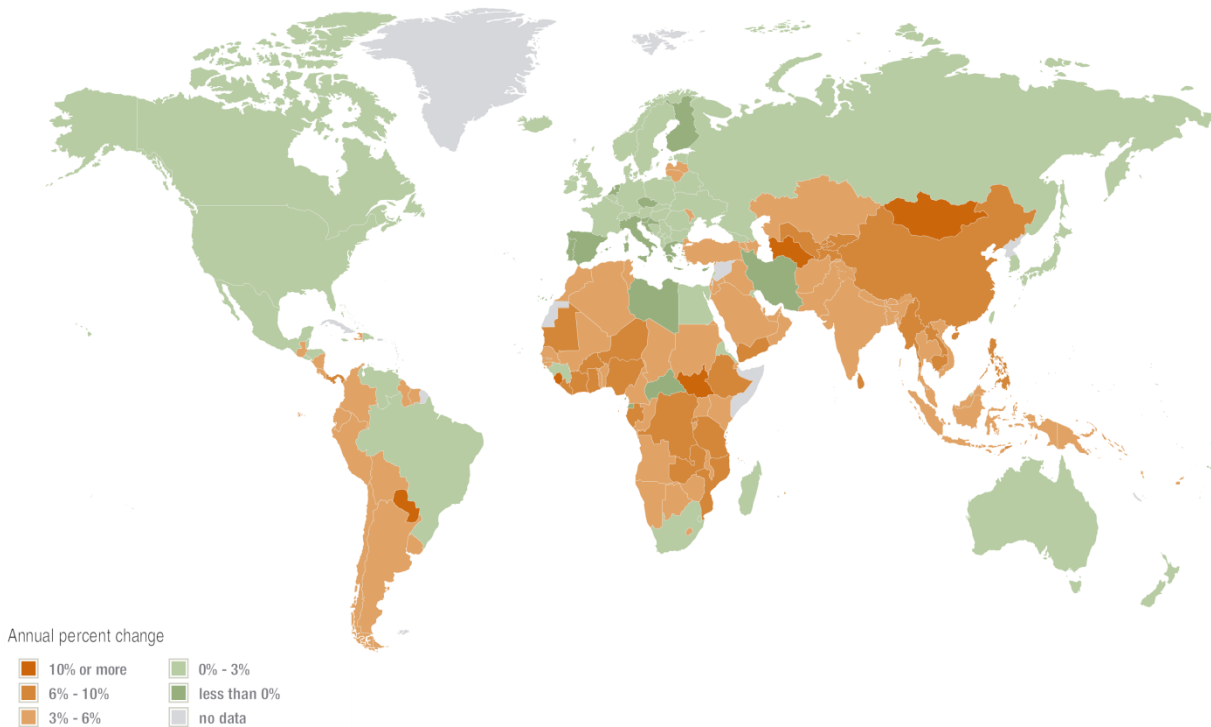 Annual percent change
10% or more
6% - 10%
3% - 6%
0% - 3%
less than 0%
no data